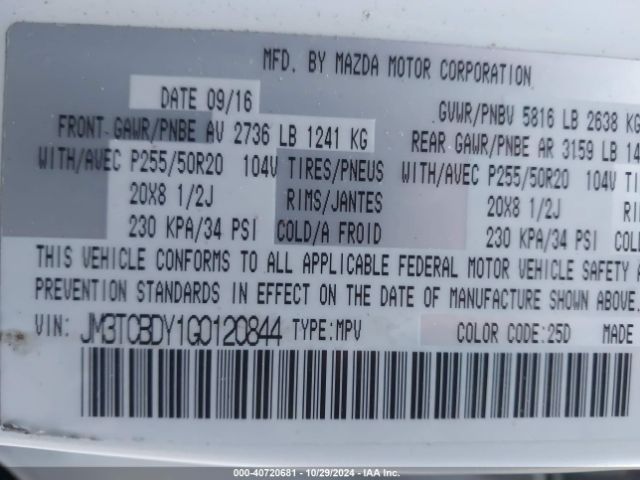 MFD. BY MAZDA MOTOR CORPORATION
DATE 09/16 GVWR/PNBV 5816 LB 2638 KG
FRONT GAWR/PNBE AV 2736 LB 1241 KG REAR GAWR/PNBE AR 3159 LB 14
WITH/AVEC P255/50R20 104V TIRES/PNEUS WITH/AVEC P255/50R20 104V TI
20X8 1/2J RIMS/JANTES 20X8 1/2J RI
230 KPA/34 PSI COLD/A FROID 230 KPA/34 PSI COLD
THIS VEHICLE CONFORMS TO ALL APPLICABLE FEDERAL MOTOR VEHICLE SAFETY A
PREVENTION STANDARDS IN EFFECT ON THE DATE OF MANUFACTURE SHOWN ABOVE.
VIN: JM3TCBDY1G0120844 TYPE:MPV COLOR CODE:25D MADE
000-40720681 - 10/29/2024 - IAA Inc.